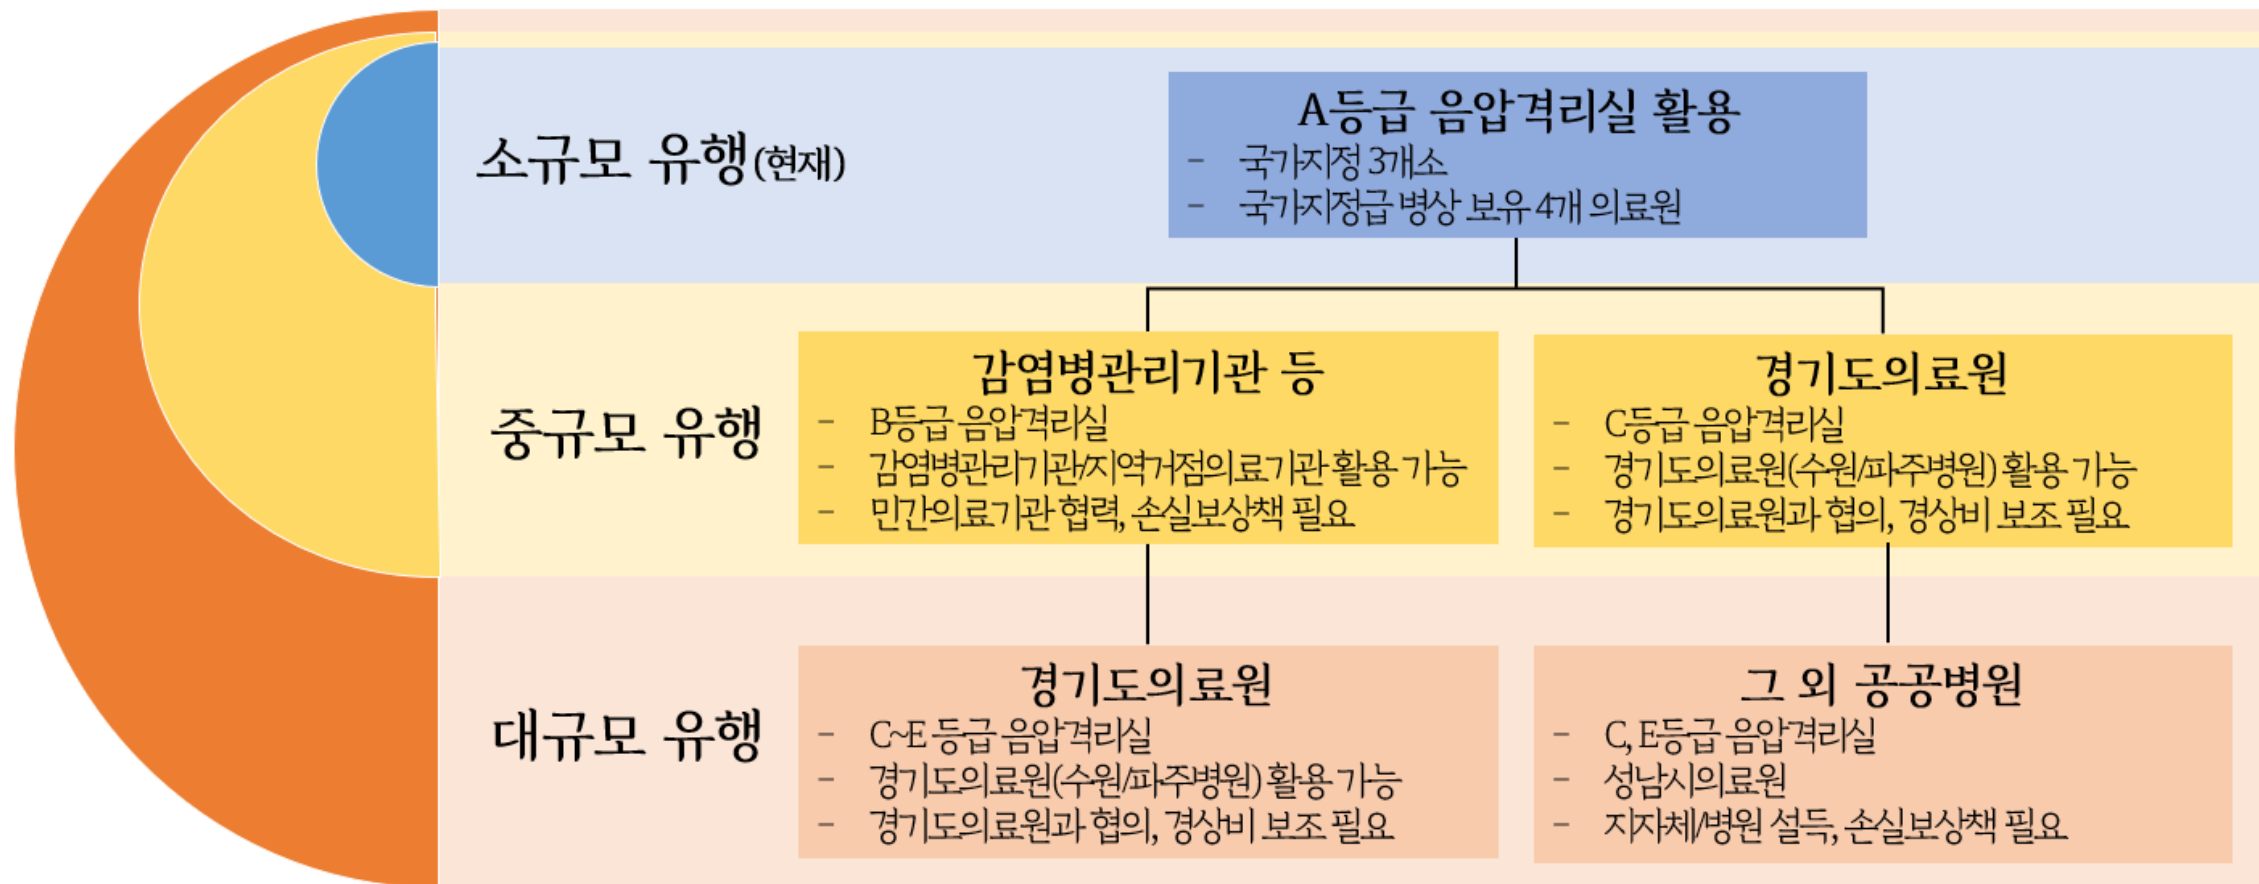 소규모 유행(현재)
A등급 음압격리실 활용
- 국가지정 3개소
- 국가지정급 병상 보유 4개 의료원
중규모 유행
감염병관리기관 등
- B등급 음압격리실
- 감염병관리기관/지역거점의료기관 활용 가능
- 민간의료기관 협력, 손실보상책 필요
경기도의료원
- C등급 음압격리실
- 경기도의료원(수원/파주병원) 활용 가능
- 경기도의료원과 협의, 경상비 보조 필요
대규모 유행
경기도의료원
- C~E 등급 음압격리실
- 경기도의료원(수원/파주병원) 활용 가능
- 경기도의료원과 협의, 경상비 보조 필요
그 외 공공병원
- C, E등급 음압격리실
- 성남시의료원
- 지자체/병원 설득, 손실보상책 필요